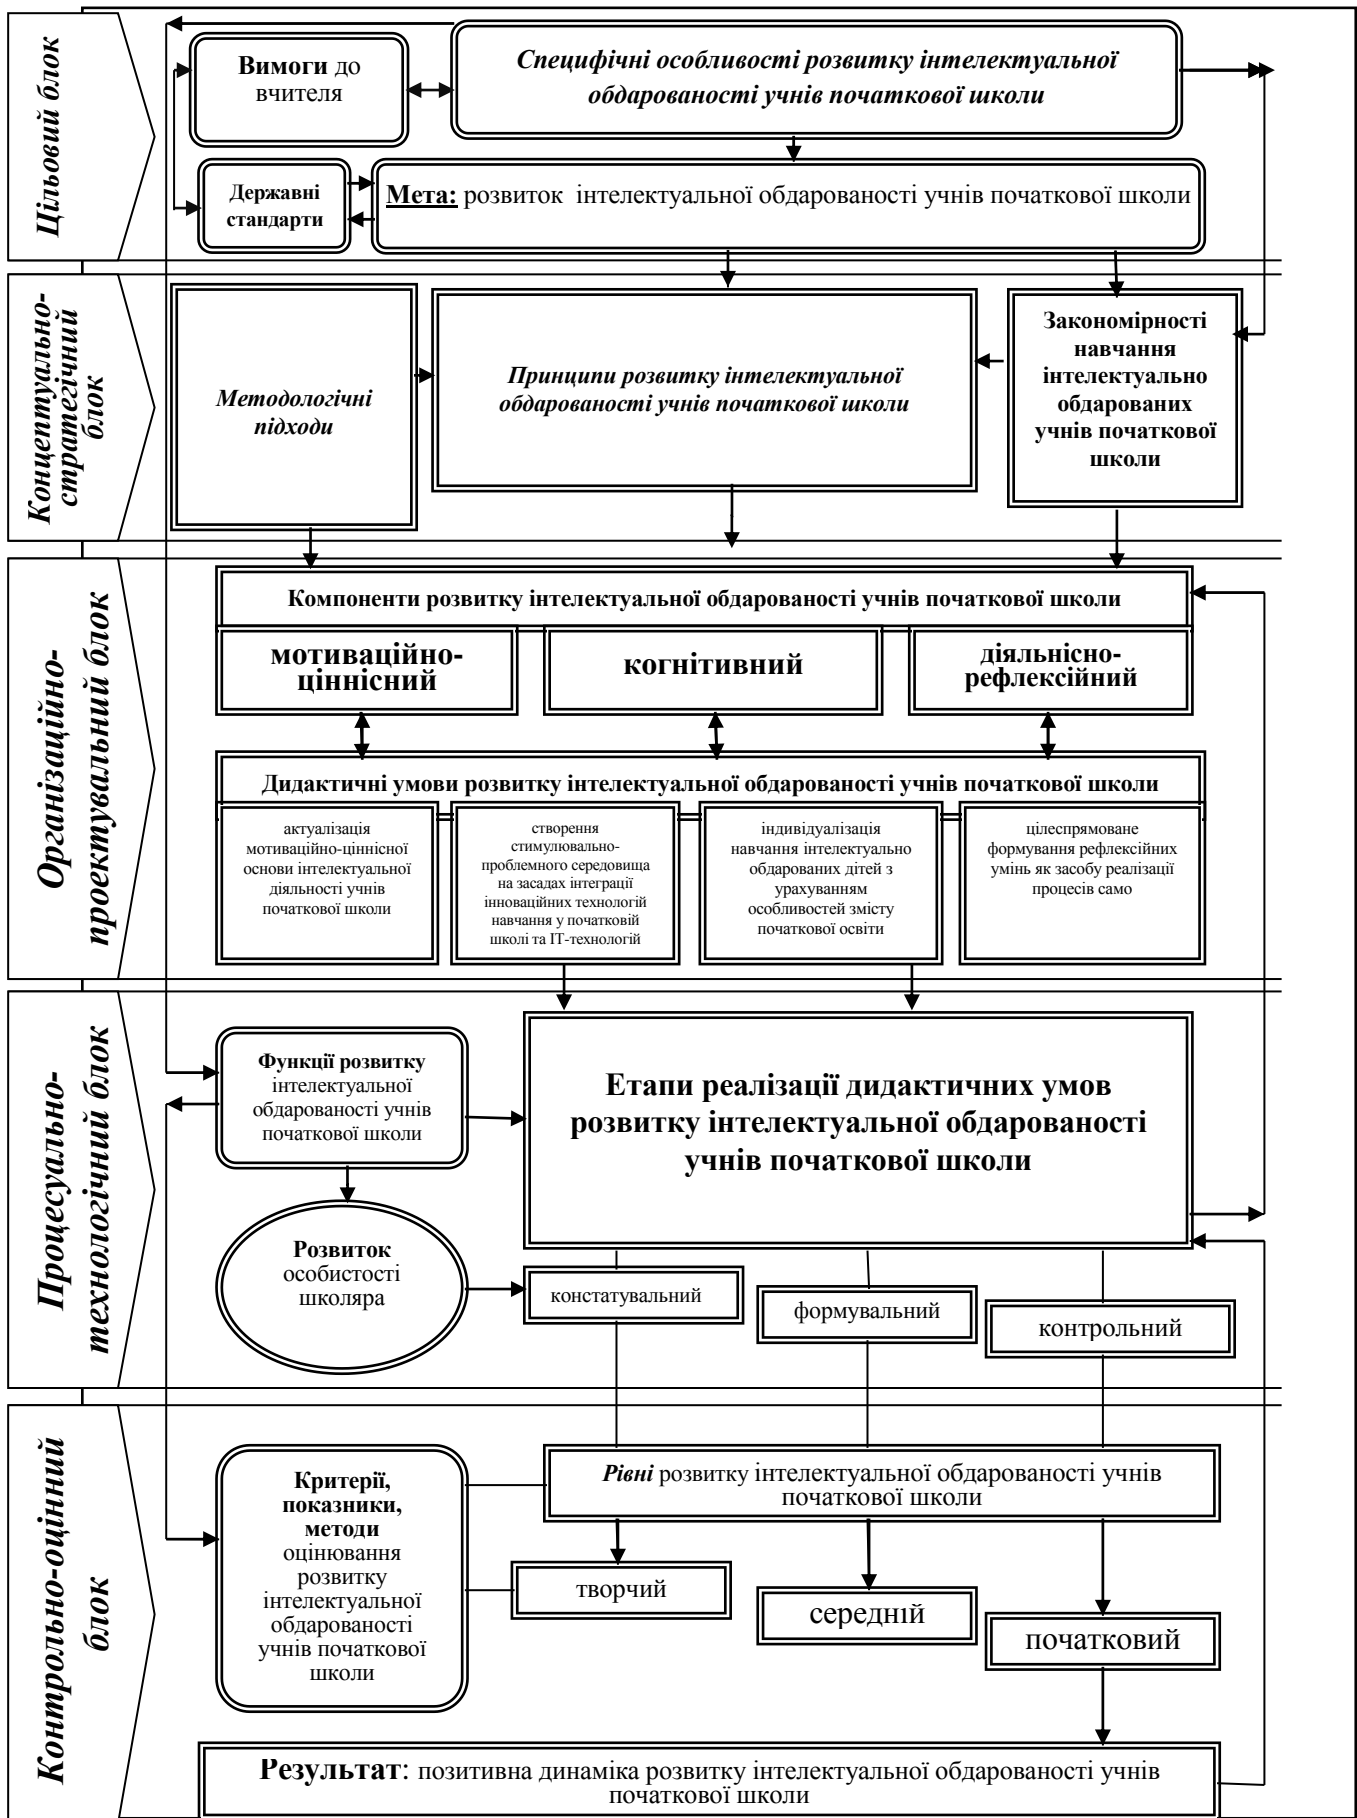 Цільовий блок
Вимоги до
вчителя
Специфічні особливості розвитку інтелектуальної
обдарованості учнів початкової школи
Державні
стандарти
Мета: розвиток інтелектуальної обдарованості учнів початкової школи
Концептуально-
стратегічний
блок
Методологічні
підходи
Принципи розвитку інтелектуальної
обдарованості учнів початкової школи
Закономірності
навчання
інтелектуально
обдарованих
учнів початкової
школи
Організаційно-
проектувальний блок
Компоненти розвитку інтелектуальної обдарованості учнів початкової школи
мотиваційно-
ціннісний
когнітивний
діяльнісно-
рефлексійний
Дидактичні умови розвитку інтелектуальної обдарованості учнів початкової школи
актуалізація
мотиваційно-ціннісної
основи інтелектуальної
діяльності учнів
початкової школи
створення
стимулювально-
проблемного середовища
на засадах інтеграції
інноваційних технологій
навчання у початковій
школі та ІТ-технологій
індивідуалізація
навчання інтелектуально
обдарованих дітей з
урахуванням
особливостей змісту
початкової освіти
цілеспрямоване
формування рефлексійних
умінь як засобу реалізації
процесів само
Процесуально-
технологічний блок
Функції розвитку
інтелектуальної
обдарованості учнів
початкової школи
Етапи реалізації дидактичних умов
розвитку інтелектуальної обдарованості
учнів початкової школи
Розвиток
особистості
школяра
констатувальний
формувальний
контрольний
Контрольно-оцінний
блок
Критерії,
показники,
методи
оцінювання
розвитку
інтелектуальної
обдарованості
учнів початкової
школи
Рівні розвитку інтелектуальної обдарованості учнів
початкової школи
творчий
середній
початковий
Результат: позитивна динаміка розвитку інтелектуальної обдарованості учнів
початкової школи